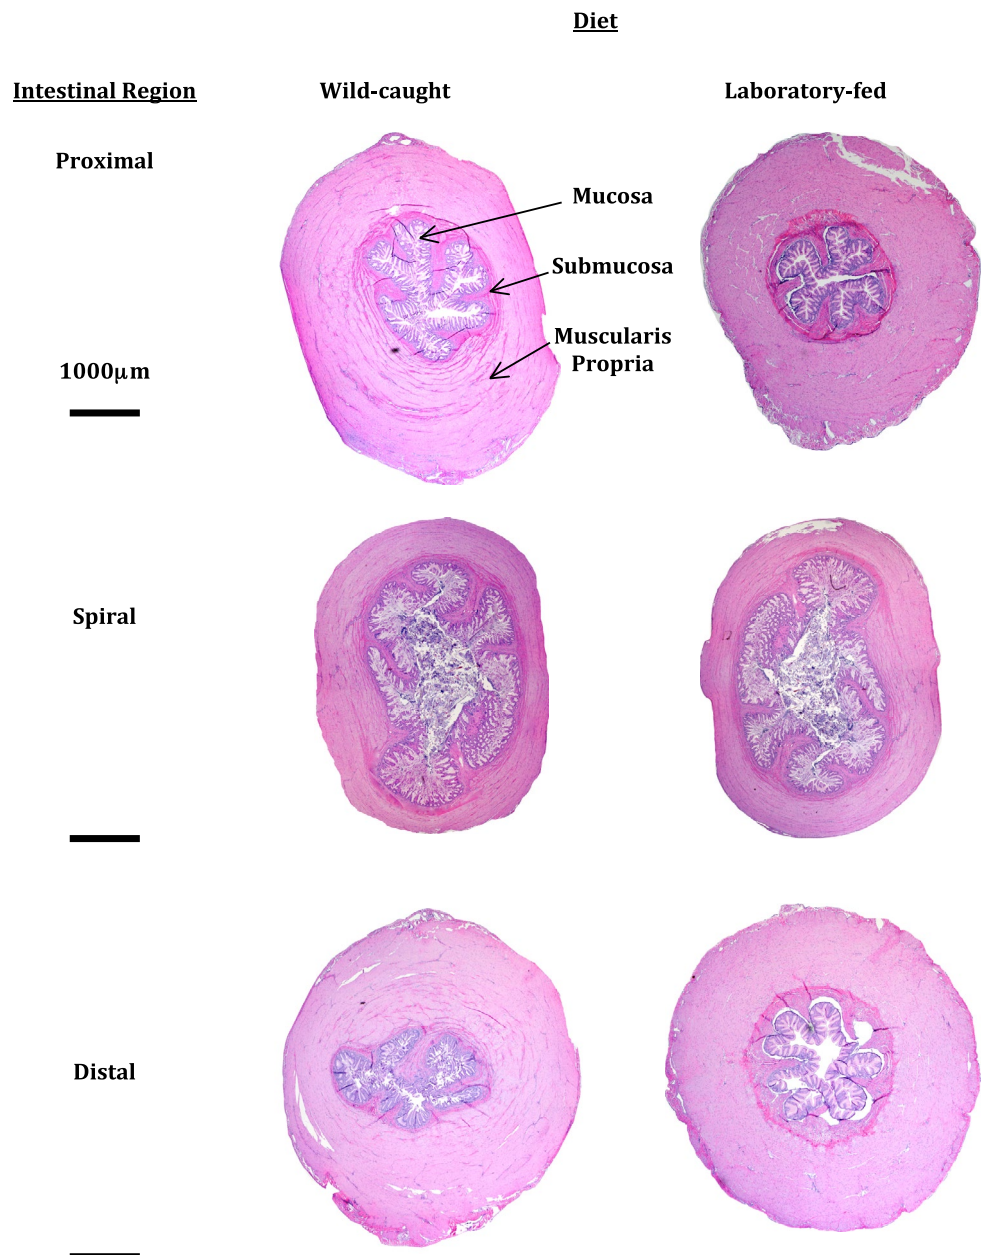 Diet
Intestinal Region
Wild-caught
Laboratory-fed
Proximal
Mucosa
Submucosa
Muscularis
Propria
1000μm
Spiral
Distal